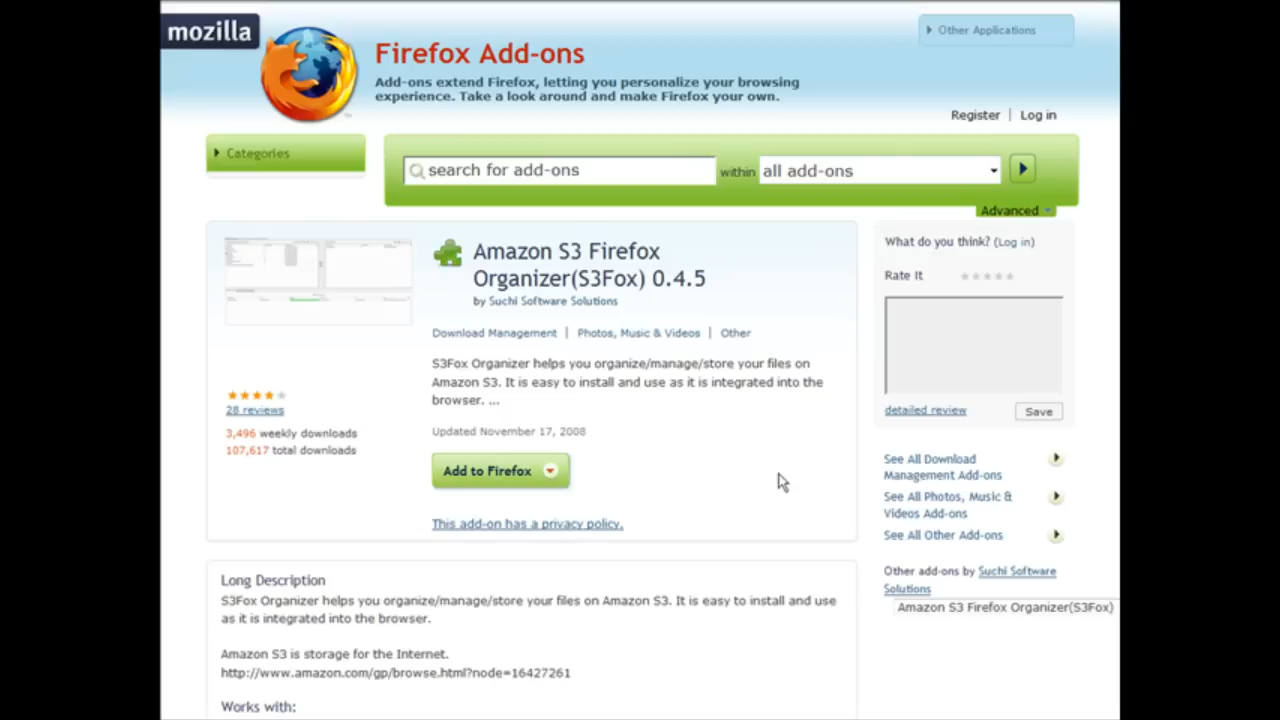 mozilla
Other Applications
Firefox Add-ons
Add-ons extend Firefox, letting you personalize your browsing
experience. Take a look around and make Firefox your own.
Register | Log in
Categories
search for add-ons within all add-ons
Advanced
Amazon S3 Firefox
Organizer(S3Fox) 0.4.5
by Suchi Software Solutions
Download Management | Photos, Music & Videos | Other
S3Fox Organizer helps you organize/manage/store your files on
Amazon S3. It is easy to install and use as it is integrated into the
browser. ...
28 reviews
3,496 weekly downloads
107,617 total downloads
Updated November 17, 2008
Add to Firefox
This add-on has a privacy policy.
What do you think? (Log in)
Rate It
detailed review
Save
See All Download
Management Add-ons
See All Photos, Music &
Videos Add-ons
See All Other Add-ons
Other add-ons by Suchi Software
Solutions
Amazon S3 Firefox Organizer(S3Fox)
Long Description
S3Fox Organizer helps you organize/manage/store your files on Amazon S3. It is easy to install and use
as it is integrated into the browser.
Amazon S3 is storage for the Internet.
http://www.amazon.com/gp/browse.html?node=16427261
Works with: